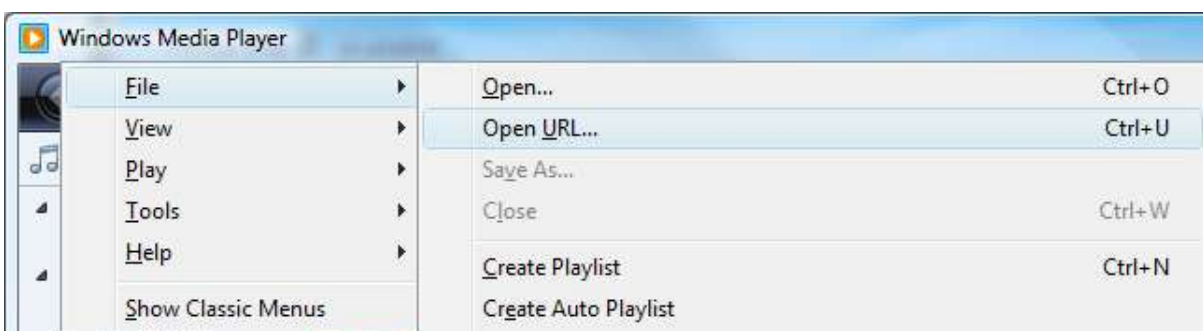 Windows Media Player
File
View
Play
Tools
Help
Show Classic Menus
Open... Ctrl+O
Open URL... Ctrl+U
Save As...
Close Ctrl+W
Create Playlist Ctrl+N
Create Auto Playlist